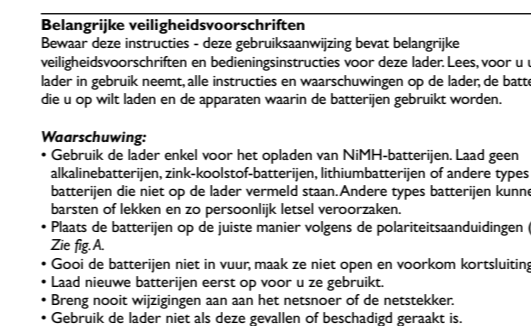 Belangrijke veiligheidsvoorschriften
Bewaar deze instructies - deze gebruiksaanwijzing bevat belangrijke
veiligheidsvoorschriften en bedieningsinstructies voor deze lader. Lees, voor u u
lader in gebruik neemt, alle instructies en waarschuwingen op de lader, de batte
die u op wilt laden en de apparaten waarin de batterijen gebruikt worden.
Waarschuwing:
• Gebruik de lader enkel voor het opladen van NiMH-batterijen. Laad geen
alkalinebatterijen, zink-koolstof-batterijen, lithiumbatterijen of andere types
batterijen die niet op de lader vermeld staan. Andere types batterijen kunne
barsten of lekken en zo persoonlijk letsel veroorzaken.
• Plaats de batterijen op de juiste manier volgens de polariteitsaanduidingen (
Zie fig. A.
• Gooi de batterijen niet in vuur, maak ze niet open en voorkom kortsluiting
• Laad nieuwe batterijen eerst op voor u ze gebruikt.
• Breng nooit wijzigingen aan aan het netsnoer of de netstekker.
• Gebruik de lader niet als deze gevallen of beschadigd geraakt is.